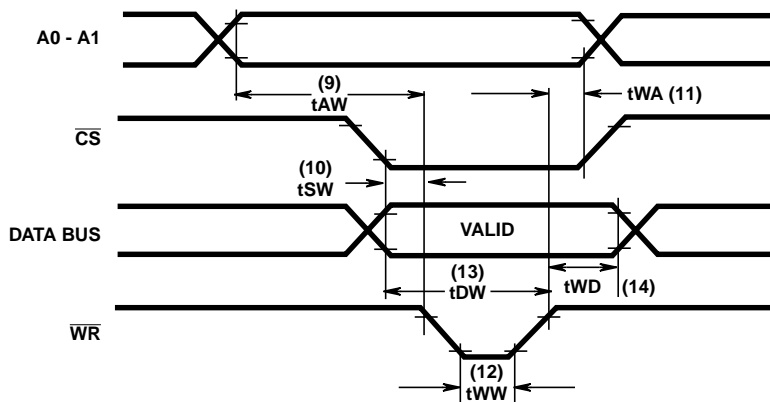 A0 - A1
(9)
tAW
tWA (11)
CS
(10)
tSW
DATA BUS
VALID
(13)
tDW
tWD (14)
WR
(12)
tWW